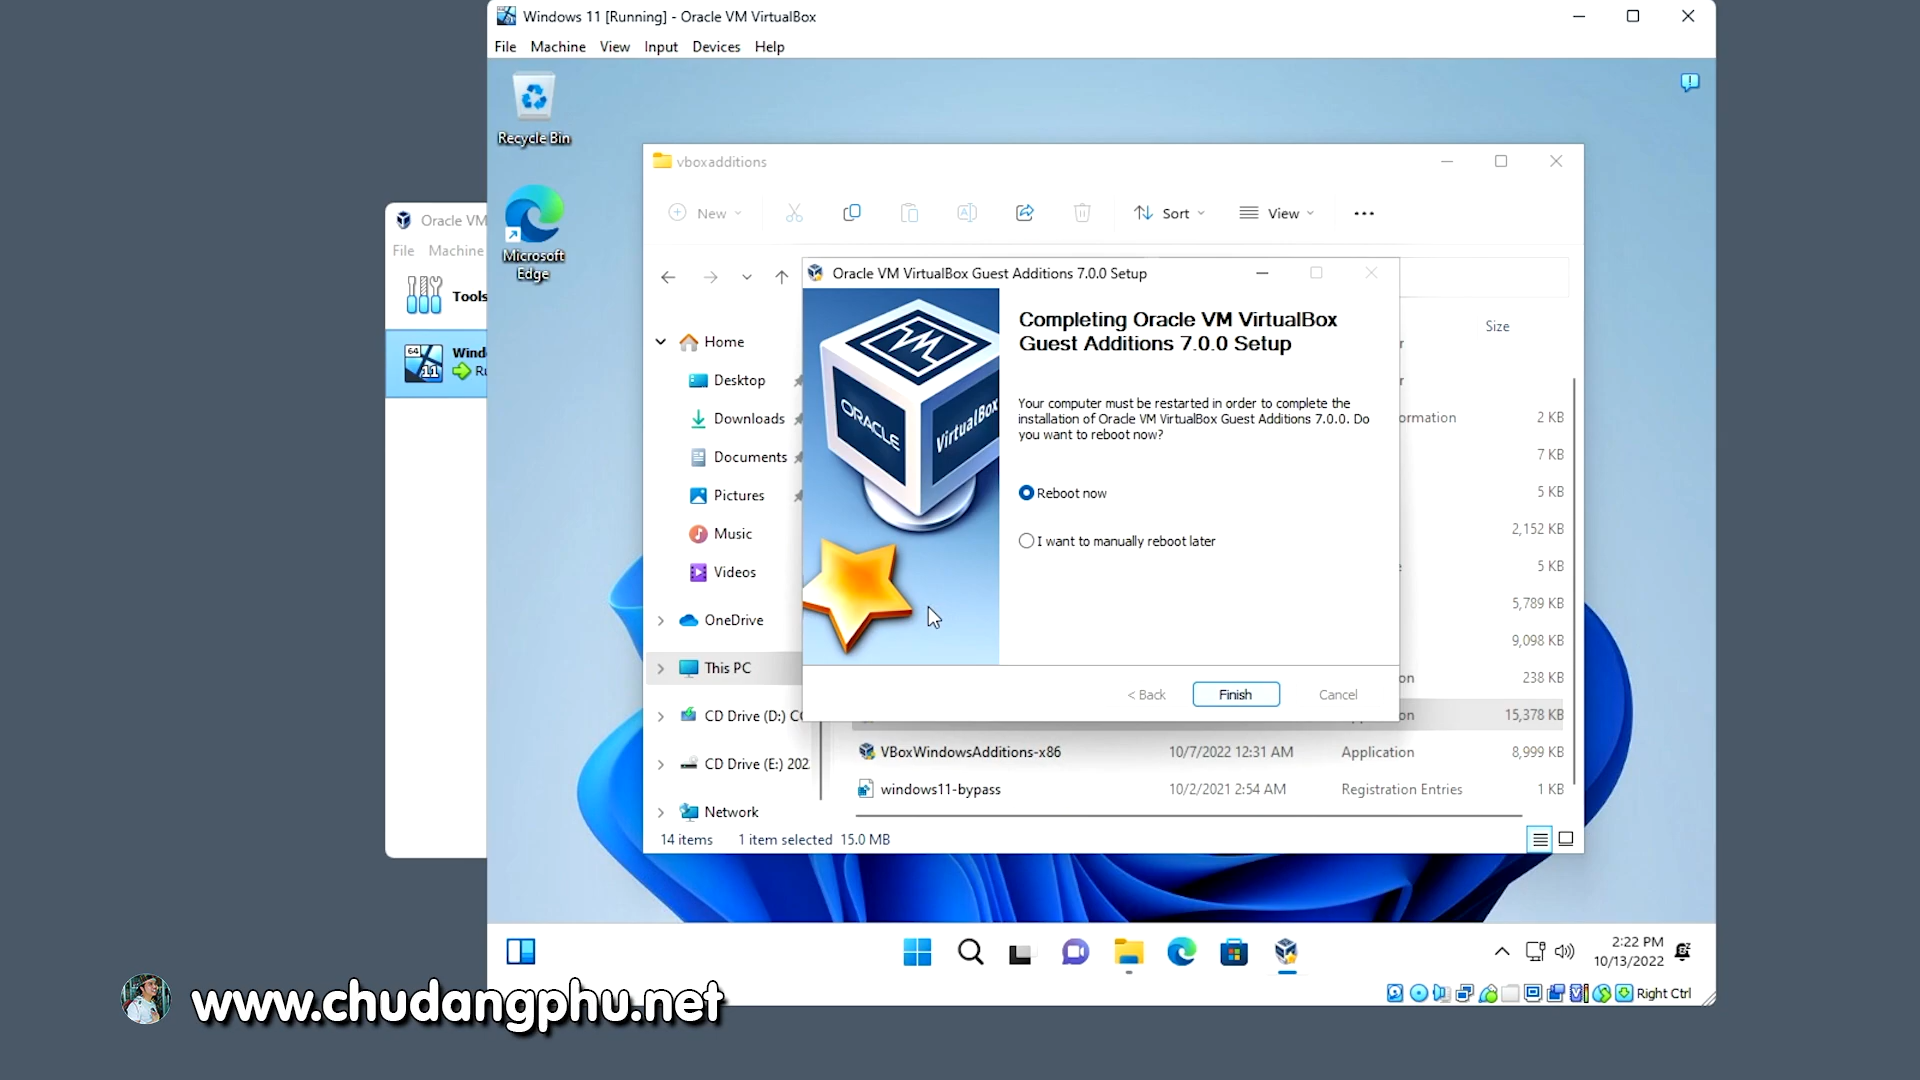 Windows 11 [Running] - Oracle VM VirtualBox
File Machine View Input Devices Help
Recycle Bin
Microsoft
Edge
Oracle VM
File Machine
Tools
64
11
vboxadditions
New
Sort
View
Oracle VM VirtualBox Guest Additions 7.0.0 Setup
Completing Oracle VM VirtualBox
Guest Additions 7.0.0 Setup
Your computer must be restarted in order to complete the
installation of Oracle VM VirtualBox Guest Additions 7.0.0. Do
you want to reboot now?
Reboot now
I want to manually reboot later
< Back Finish Cancel
ORACLE
VirtualBox
Home
Desktop
Downloads
Documents
Pictures
Music
Videos
OneDrive
This PC
CD Drive (D:)
CD Drive (E:) 202
Network
Size
2 KB
7 KB
5 KB
2,152 KB
5 KB
5,789 KB
9,098 KB
238 KB
15,378 KB
VBoxWindowsAdditions-x86 10/7/2022 12:31 AM Application 8,999 KB
windows11-bypass 10/2/2021 2:54 AM Registration Entries 1 KB
14 items 1 item selected 15.0 MB
2:22 PM
10/13/2022
Right Ctrl
www.chudangphu.net